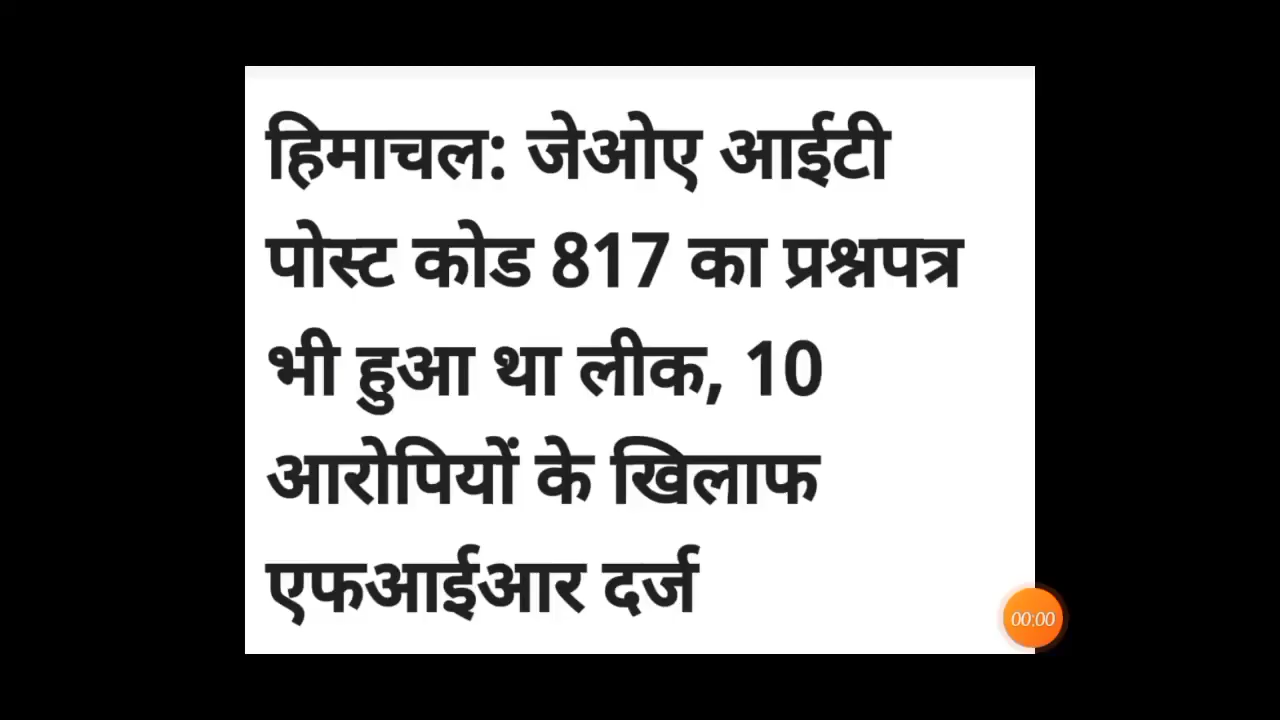 हिमाचल: जेओए आईटी
पोस्ट कोड 817 का प्रश्नपत्र
भी हुआ था लीक, 10
आरोपियों के खिलाफ
एफआईआर दर्ज
00:00